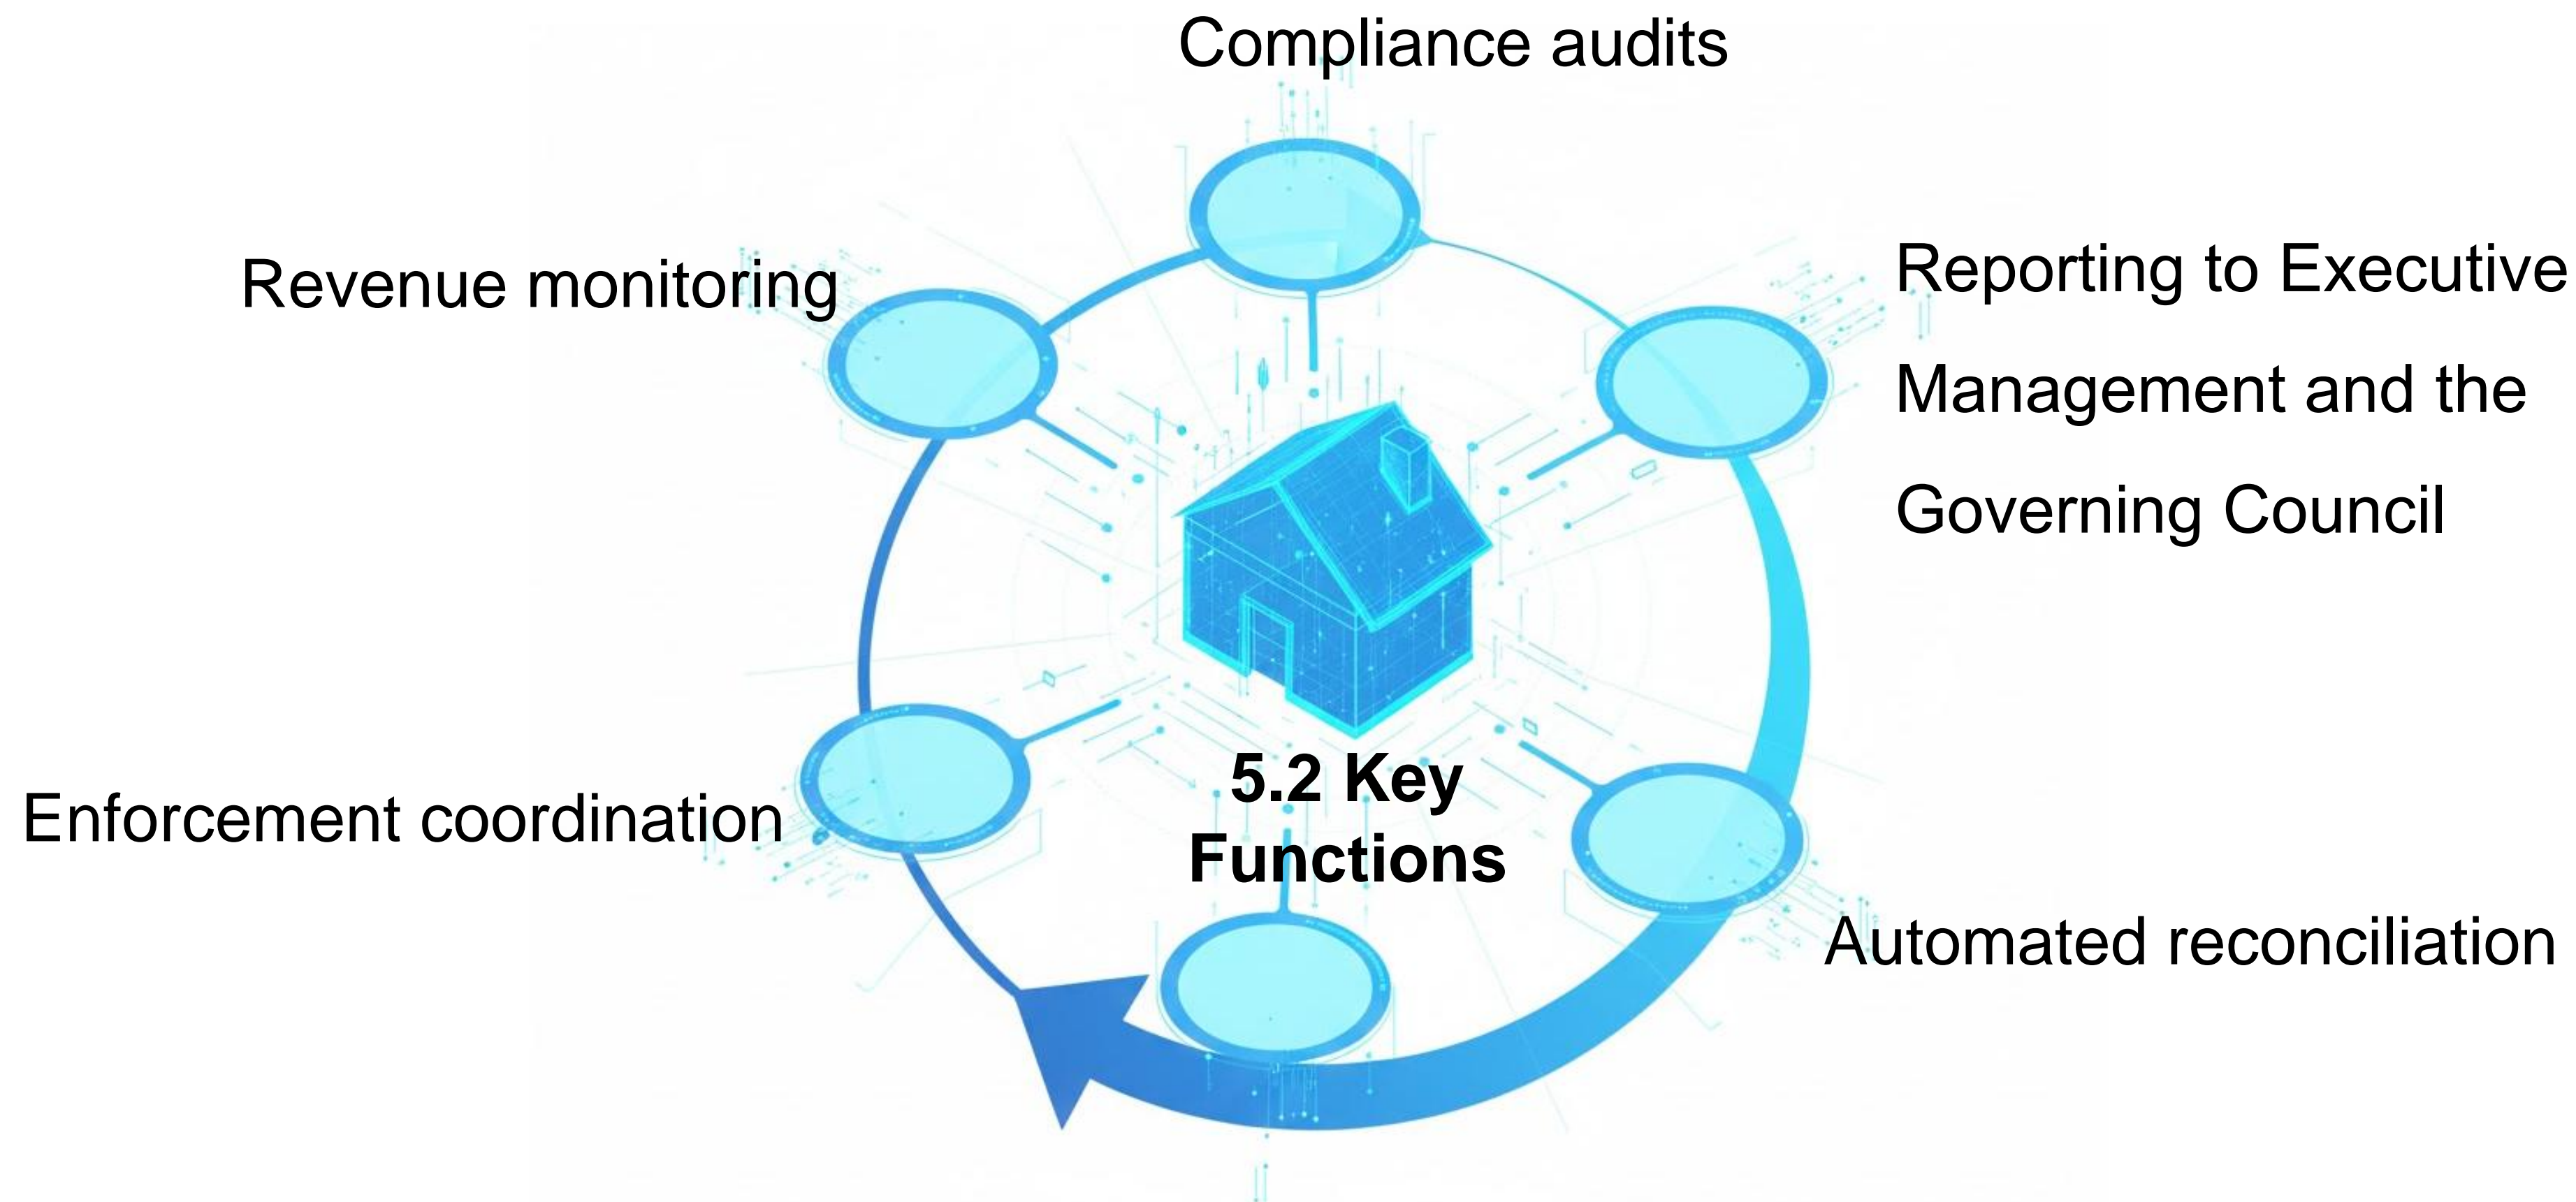 Compliance audits
Revenue monitoring
Reporting to Executive
Management and the
Governing Council
5.2 Key
Functions
Enforcement coordination
Automated reconciliation